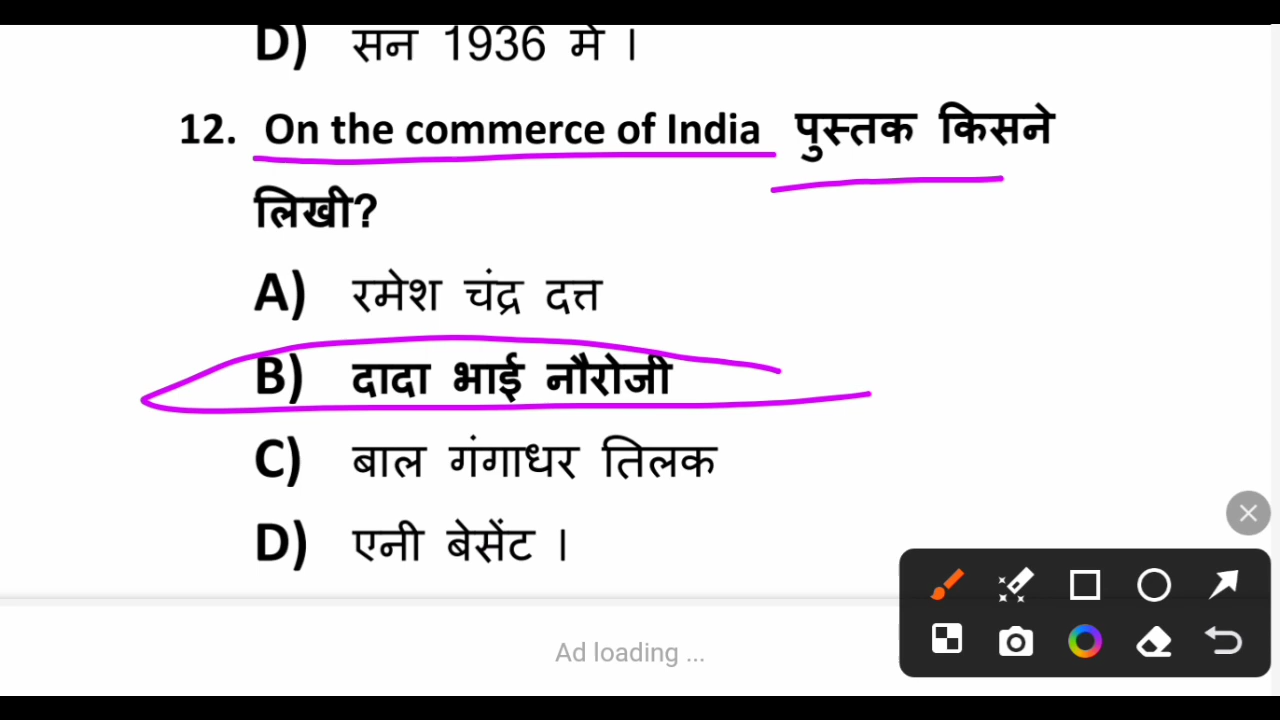 D) सन 1936 मे ।
12. On the commerce of India पुस्तक किसने
लिखी?
A) रमेश चंद्र दत्त
B) दादा भाई नौरोजी
C) बाल गंगाधर तिलक
D) एनी बेसेंट ।
Ad loading ...